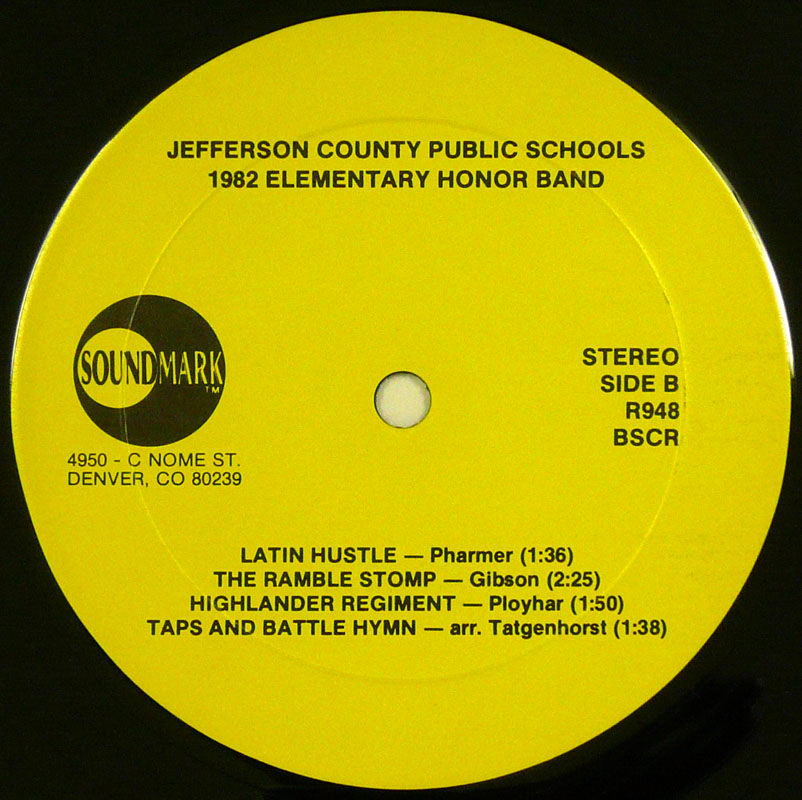 JEFFERSON COUNTY PUBLIC SCHOOLS
1982 ELEMENTARY HONOR BAND
SOUNDMARK
TM
4950 - C NOME ST.
DENVER, CO 80239
STEREO
SIDE B
R948
BSCR
LATIN HUSTLE — Pharmer (1:36)
THE RAMBLE STOMP — Gibson (2:25)
HIGHLANDER REGIMENT — Ployhar (1:50)
TAPS AND BATTLE HYMN — arr. Tatgenhorst (1:38)